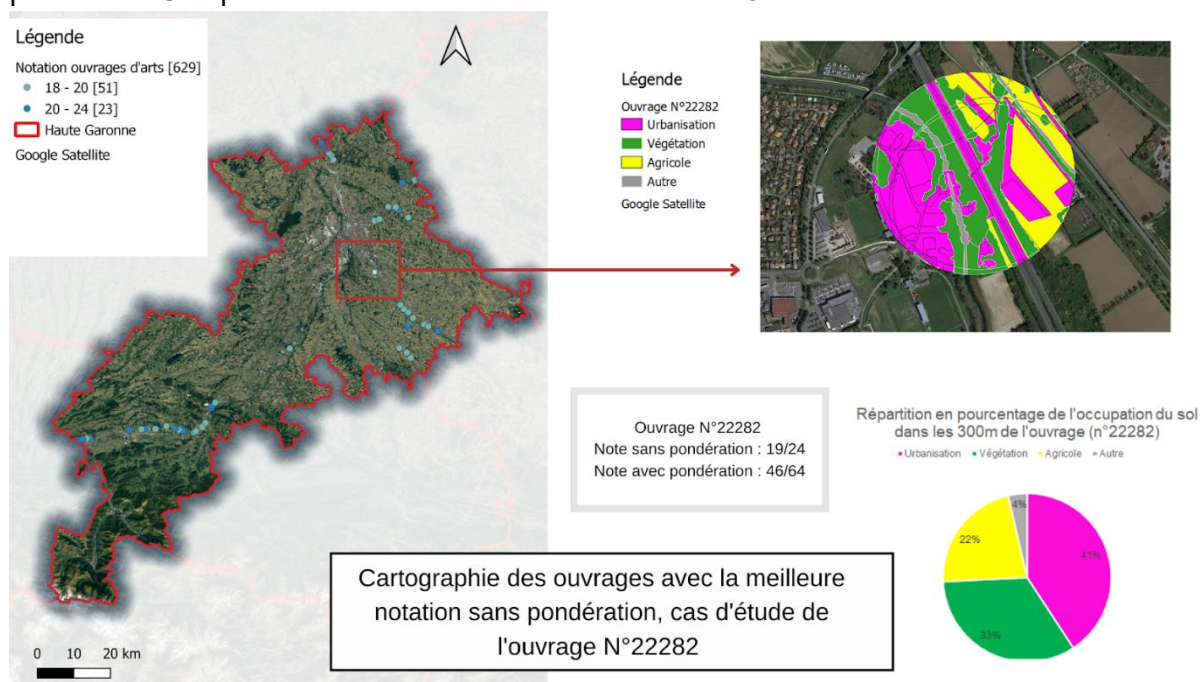 Légende
Notation ouvrages d'arts [629]
18 - 20 [51]
20 - 24 [23]
Haute Garonne
Google Satellite
0 10 20 km
Légende
Ouvrage N°22282
Urbanisation
Végétation
Agricole
Autre
Google Satellite
Ouvrage N°22282
Note sans pondération : 19/24
Note avec pondération : 46/64
Répartition en pourcentage de l'occupation du sol
dans les 300m de l'ouvrage (n°22282)
Urbanisation Végétation Agricole Autre
4%
22%
41%
33%
Cartographie des ouvrages avec la meilleure
notation sans pondération, cas d'étude de
l'ouvrage N°22282